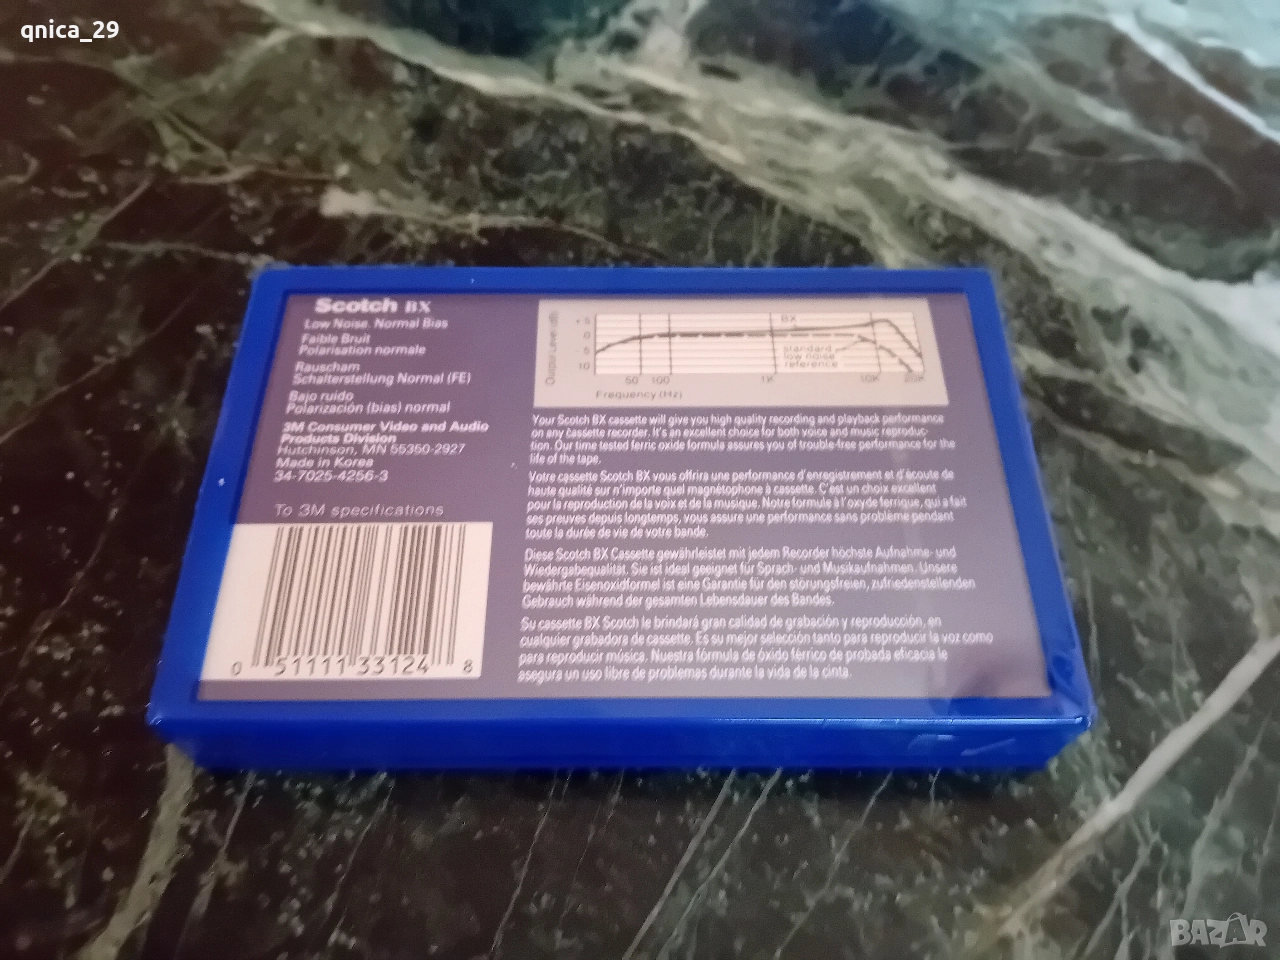 qnica_29
Scotch BX
Low Noise. Normal Bias
Faible Bruit
Polarisation normale
Rauscham
Schalterstellung Normal (FE)
Bajo ruido
Polarización (bias) normal
3M Consumer Video and Audio
Products Division
Hutchinson, MN 55350-2927
Made in Korea
34-7025-4256-3
To 3M specifications
0 51111 33124 8
Output Level (dB)
+5
0
5
10
BX
standard
low noise
reference
50 100 1K 10K 20K
Frequency (Hz)
Your Scotch BX cassette will give you high quality recording and playback performance
on any cassette recorder. It's an excellent choice for both voice and music reproduc-
tion. Our time tested ferric oxide formula assures you of trouble-free performance for the
life of the tape.
Votre cassette Scotch BX vous offrira une performance d'enregistrement et d'écoute de
haute qualité sur n'importe quel magnétophone à cassette. C'est un choix excellent
pour la reproduction de la voix et de la musique. Notre formule à l'oxyde ferrique, qui a fait
ses preuves depuis longtemps, vous assure une performance sans problème pendant
toute la durée de vie de votre bande.
Diese Scotch BX Cassette gewährleistet mit jedem Recorder höchste Aufnahme- und
Wiedergabequalität. Sie ist ideal geeignet für Sprach- und Musikaufnahmen. Unsere
bewährte Eisenoxidformel ist eine Garantie für den störungsfreien, zufriedenstellenden
Gebrauch während der gesamten Lebensdauer des Bandes.
Su cassette BX Scotch le brindará gran calidad de grabación y reproducción, en
cualquier grabadora de cassette. Es su mejor selección tanto para reproducir la voz como
para reproducir música. Nuestra fórmula de óxido férrico de probada eficacia le
asegura un uso libre de problemas durante la vida de la cinta.
BAZAR